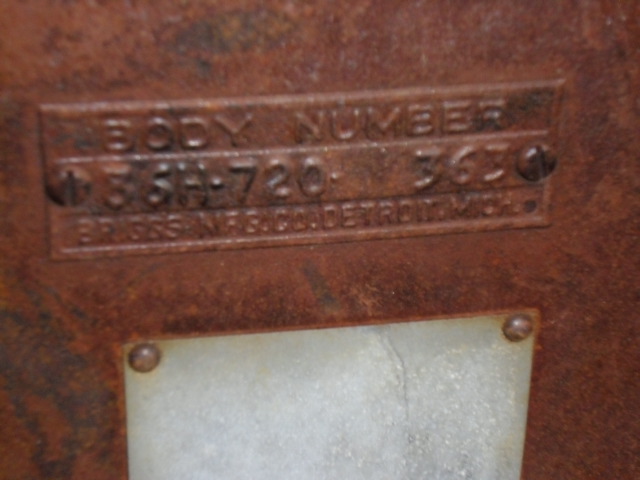 BODY NUMBER
36H-720- 363
BRIGGS MFG. CO. DETROIT. MICH.